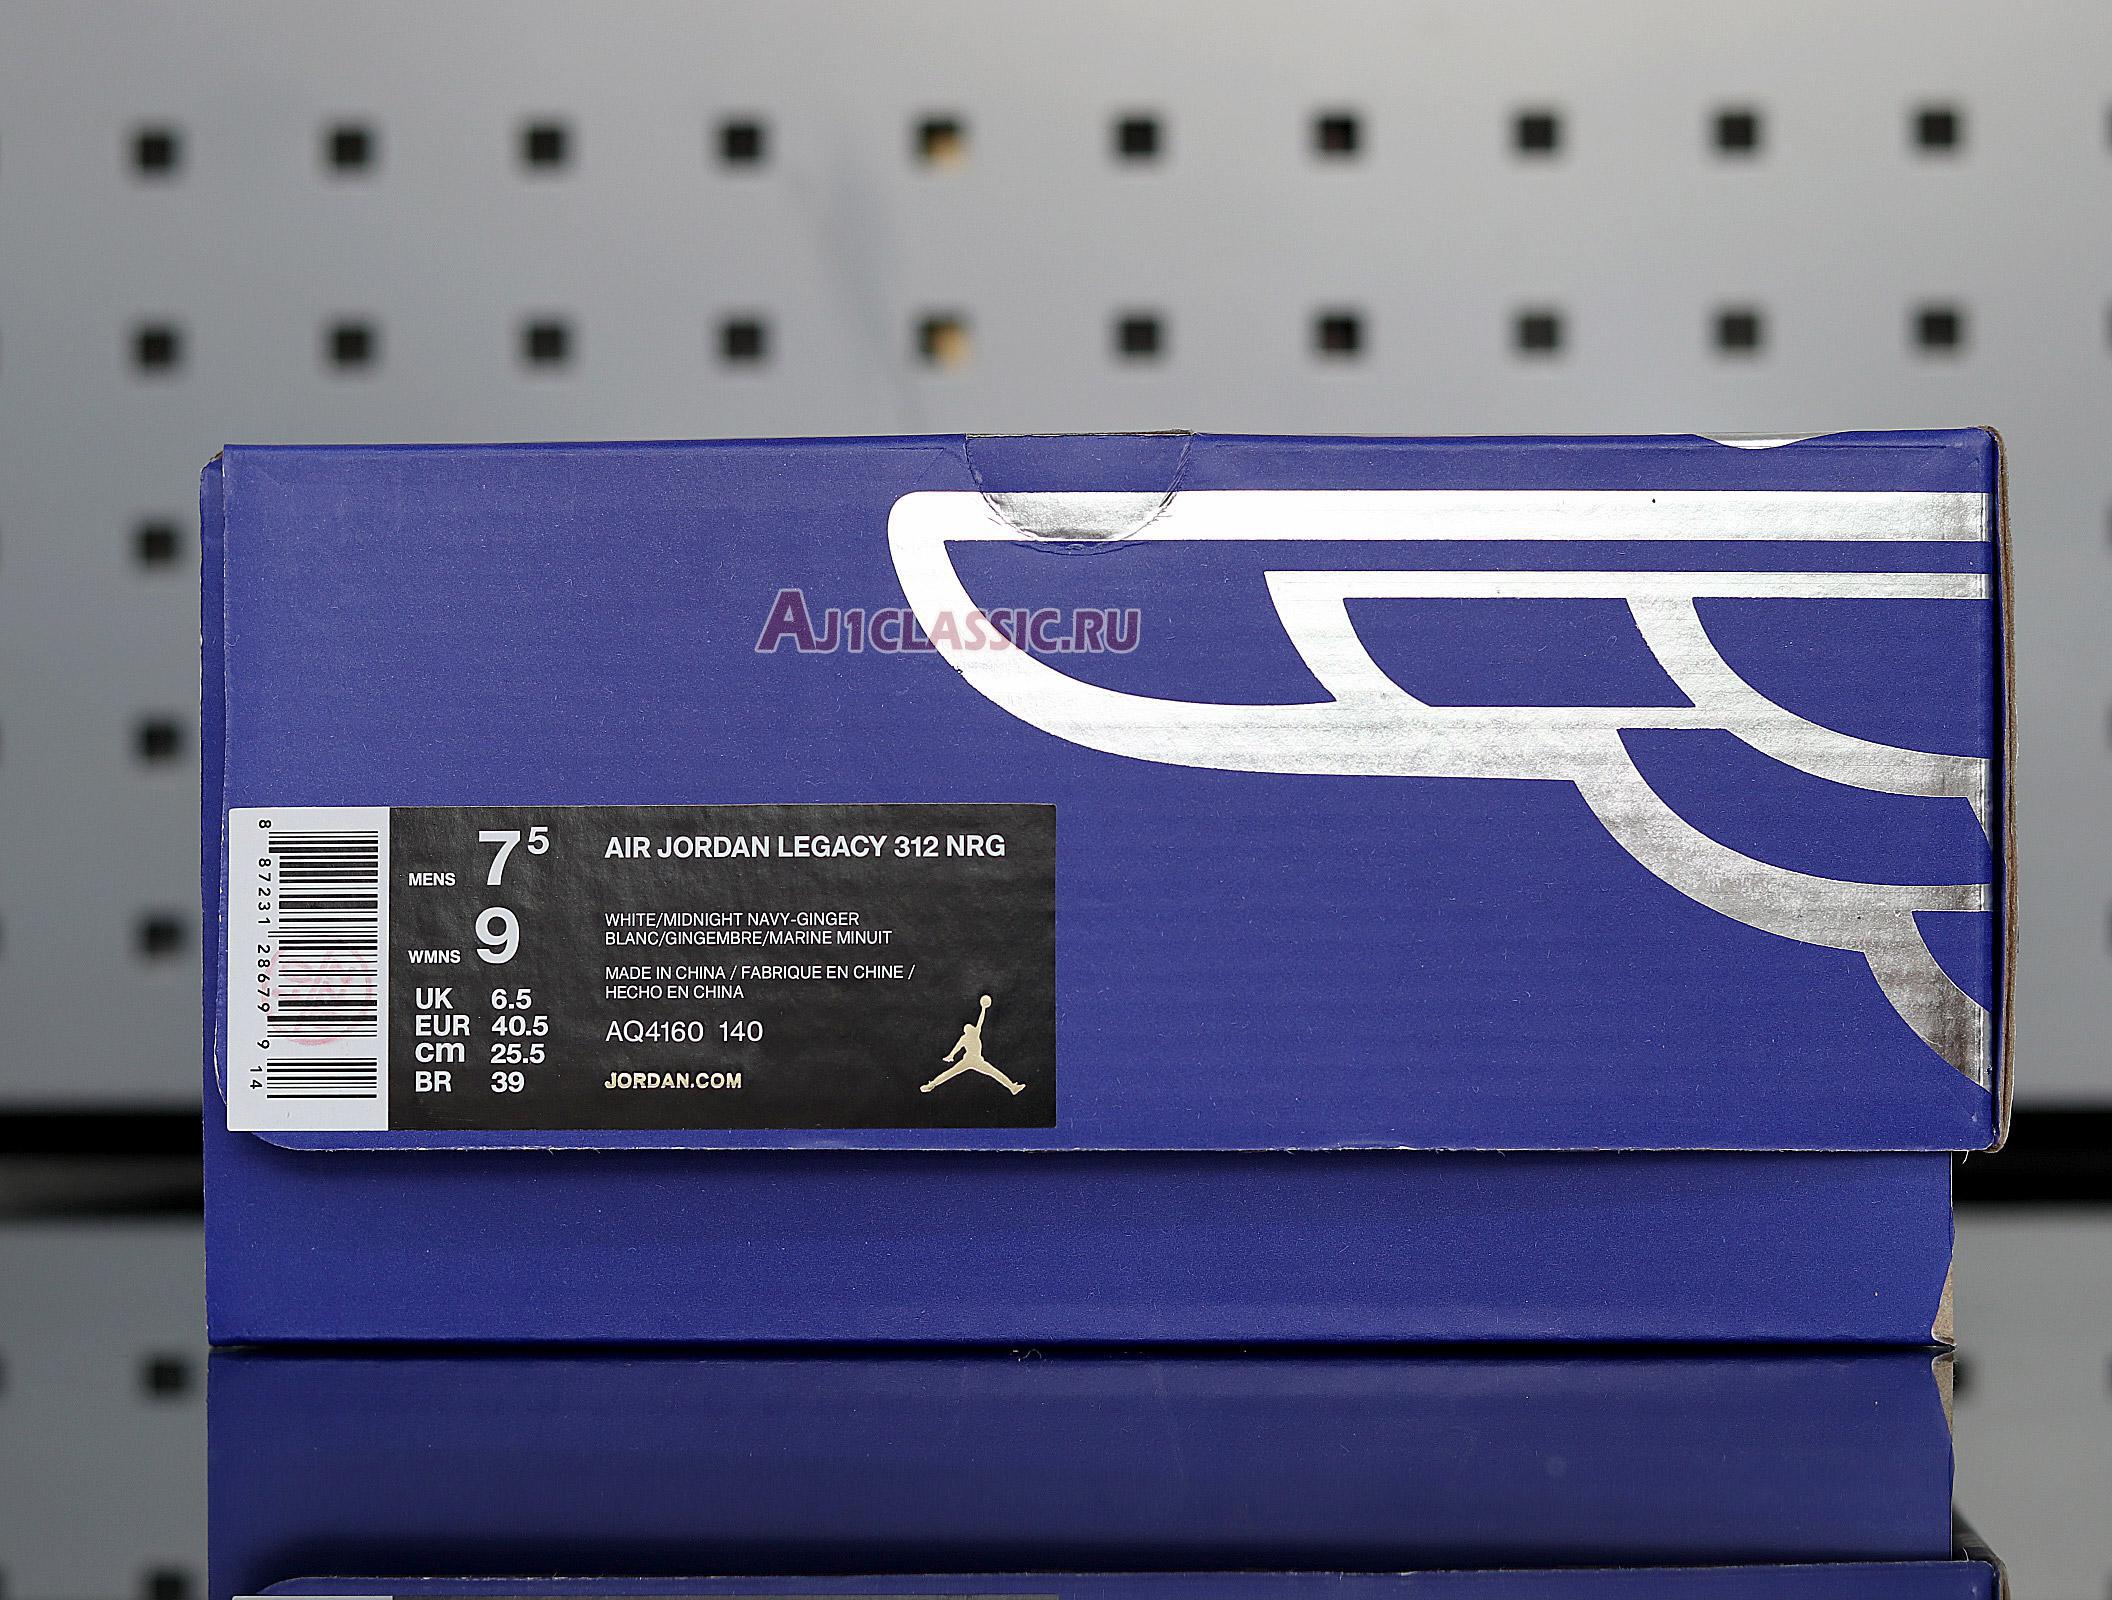 AJ1CLASSIC.RU
8 87231 28679 9 14
MENS 7 5
WMNS 9
UK 6.5
EUR 40.5
cm 25.5
BR 39
AIR JORDAN LEGACY 312 NRG
WHITE/MIDNIGHT NAVY-GINGER
BLANC/GINGEMBRE/MARINE MINUIT
MADE IN CHINA / FABRIQUE EN CHINE /
HECHO EN CHINA
AQ4160 140
JORDAN.COM